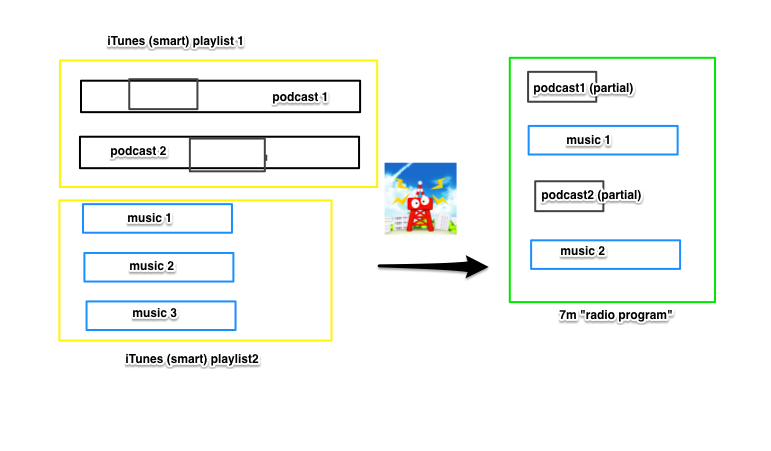 iTunes (smart) playlist 1
podcast 1
podcast 2
music 1
music 2
music 3
iTunes (smart) playlist2
podcast1 (partial)
music 1
podcast2 (partial)
music 2
7m "radio program"